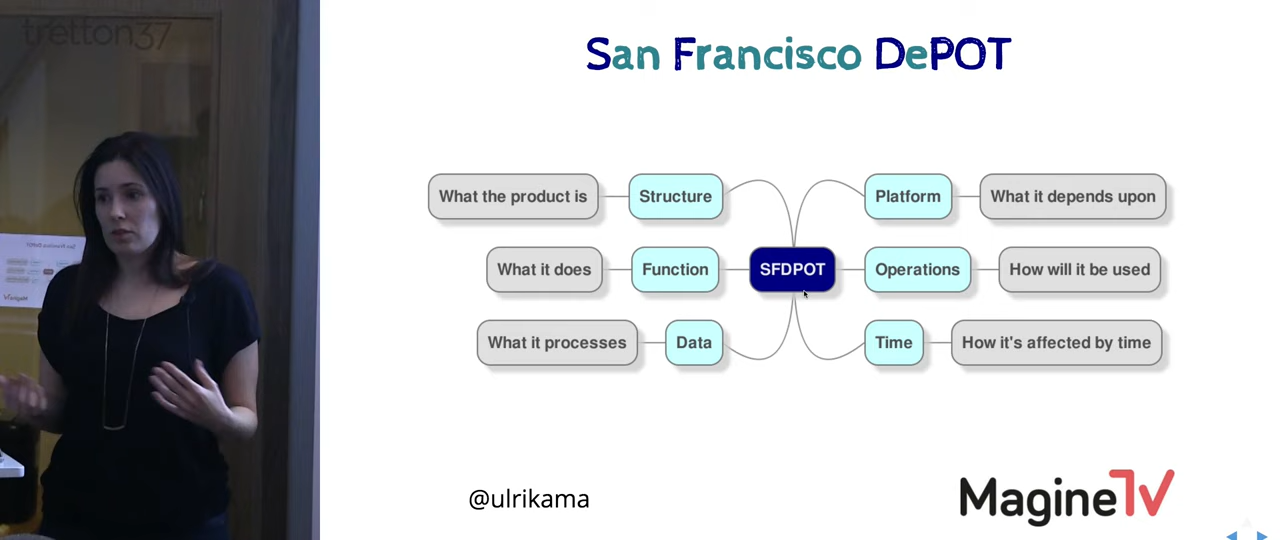 tretton37
San Francisco DePOT
What the product is
Structure
Platform
What it depends upon
What it does
Function
SFDPOT
Operations
How will it be used
What it processes
Data
Time
How it's affected by time
@ulrikama
MagineTV